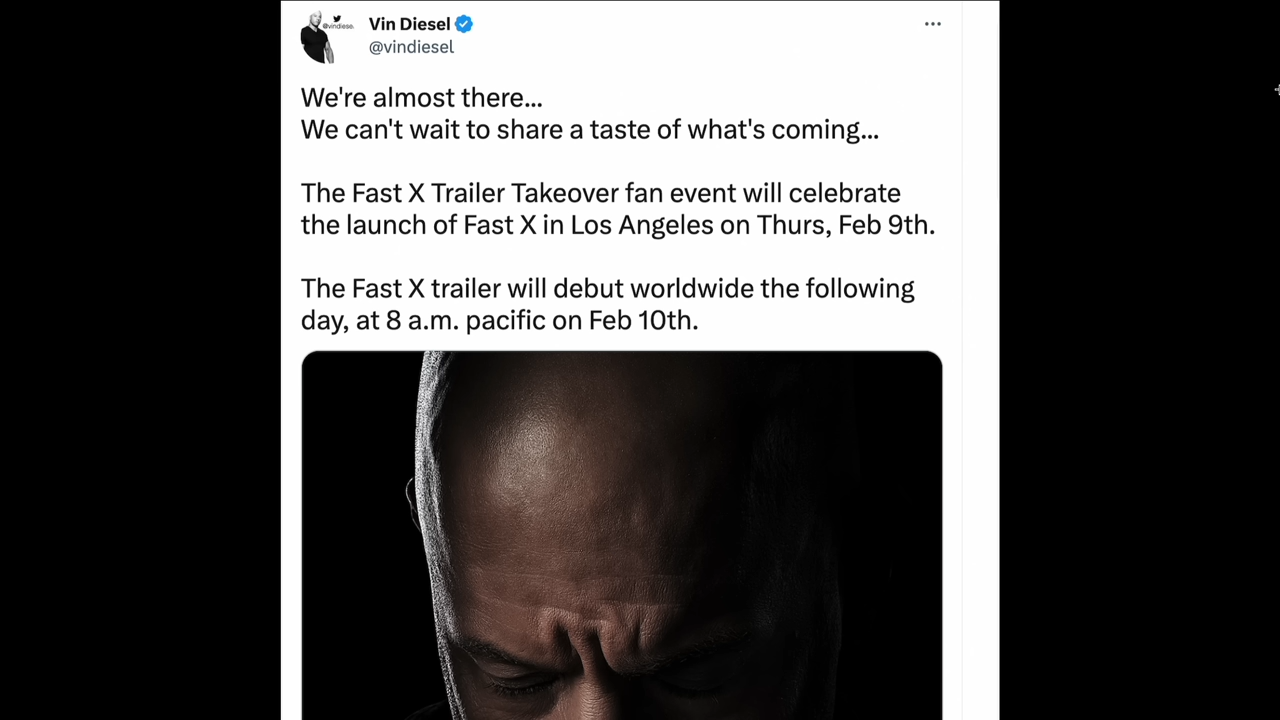 Vin Diesel
@vindiesel
We're almost there...
We can't wait to share a taste of what's coming...
The Fast X Trailer Takeover fan event will celebrate
the launch of Fast X in Los Angeles on Thurs, Feb 9th.
The Fast X trailer will debut worldwide the following
day, at 8 a.m. pacific on Feb 10th.